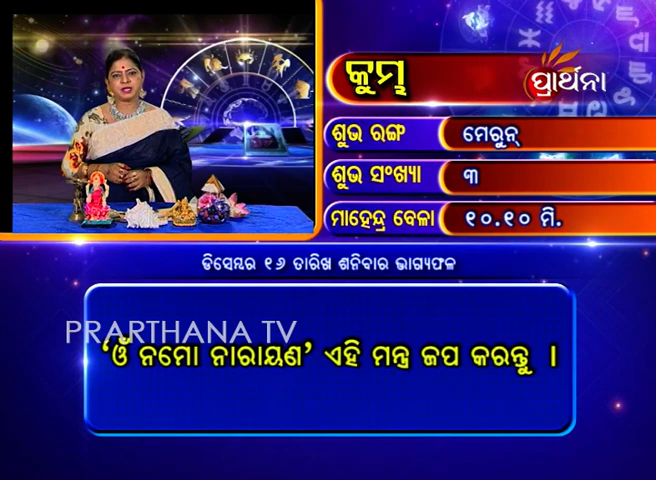 କୁମ୍ଭ
ପ୍ରାର୍ଥନା
ଶୁଭ ରଙ୍ଗ
ମେରୁନ୍
ଶୁଭ ସଂଖ୍ୟା
୩
ମାହେନ୍ଦ୍ର ବେଳା
୧୦.୧୦ ମି.
ଡିସେମ୍ବର ୧୬ ତାରିଖ ଶନିବାର ଭାଗ୍ୟଫଳ
PRARTHANA TV
‘ଓଁ ନମୋ ନାରାୟଣ’ ଏହି ମନ୍ତ୍ର ଜପ କରନ୍ତୁ ।